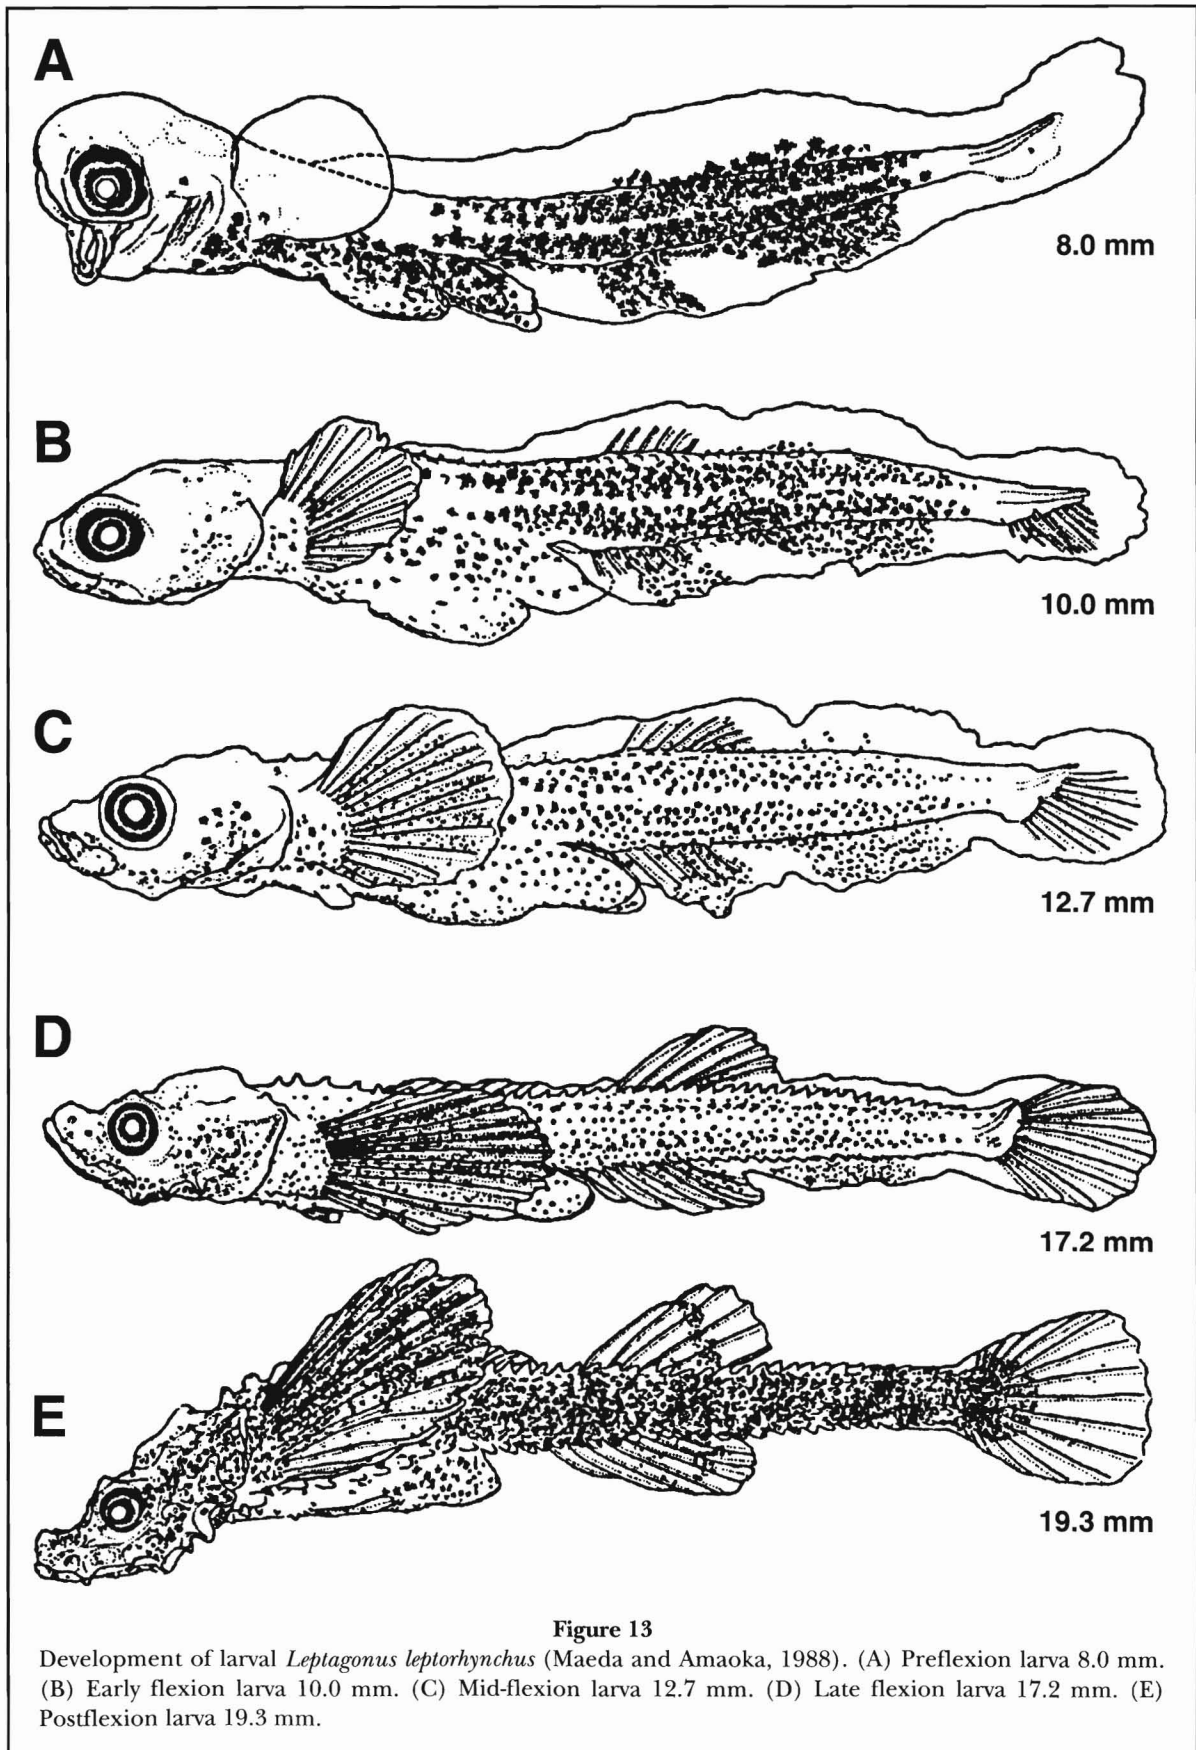 A
8.0 mm
B
10.0 mm
C
12.7 mm
D
17.2 mm
E
19.3 mm
Figure 13
Development of larval Leptagonus leptorhynchus (Maeda and Amaoka, 1988). (A) Preflexion larva 8.0 mm.
(B) Early flexion larva 10.0 mm. (C) Mid-flexion larva 12.7 mm. (D) Late flexion larva 17.2 mm. (E)
Postflexion larva 19.3 mm.